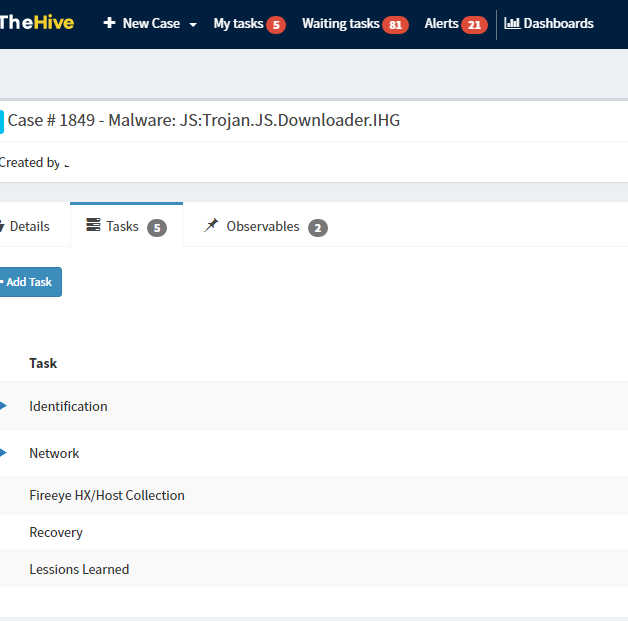 TheHive New Case My tasks 5 Waiting tasks 81 Alerts 21 Dashboards
Case # 1849 - Malware: JS:Trojan.JS.Downloader.IHG
Created by
Details Tasks 5 Observables 2
Add Task
Task
Identification
Network
Fireeye HX/Host Collection
Recovery
Lessions Learned